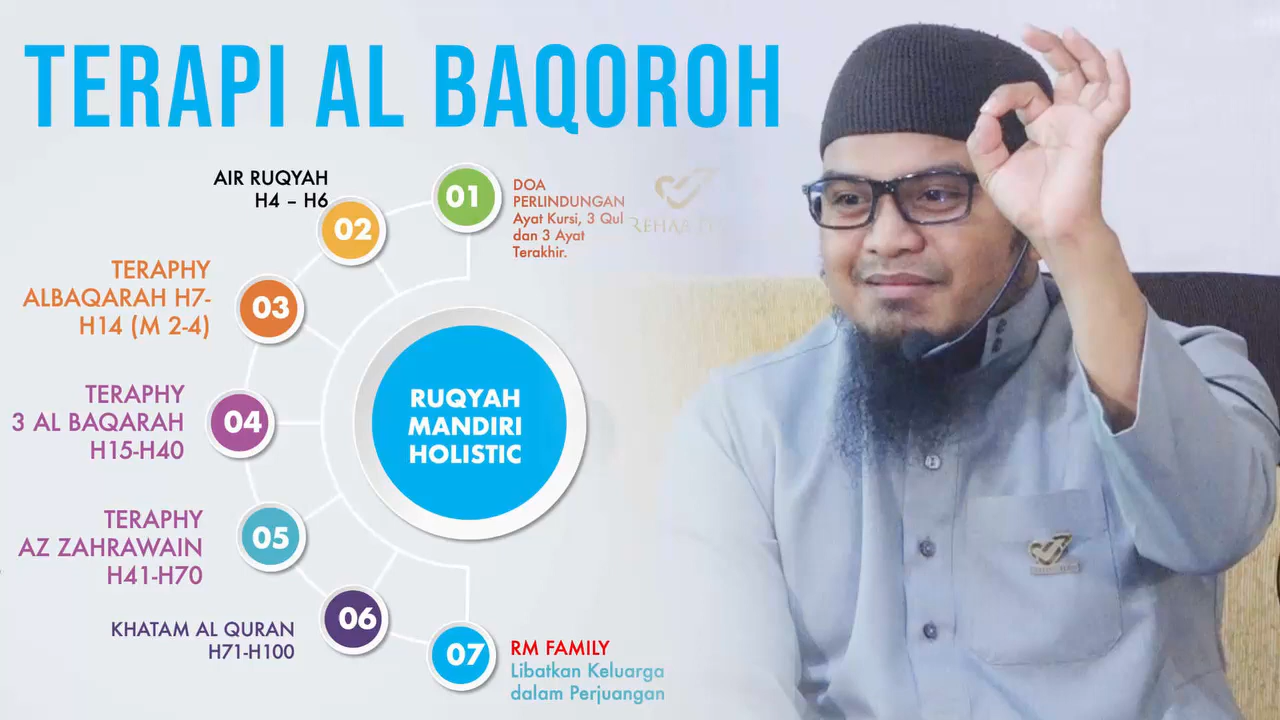 TERAPI AL BAQOROH
01
DOA
PERLINDUNGAN
Ayat Kursi, 3 Qul
dan 3 Ayat
Terakhir.
AIR RUQYAH
H4 – H6
02
TERAPHY
ALBAQARAH H7-
H14 (M 2-4)
03
TERAPHY
3 AL BAQARAH
H15-H40
04
TERAPHY
AZ ZAHRAWAIN
H41-H70
05
KHATAM AL QURAN
H71-H100
06
07
RM FAMILY
Libatkan Keluarga
dalam Perjuangan
RUQYAH
MANDIRI
HOLISTIC